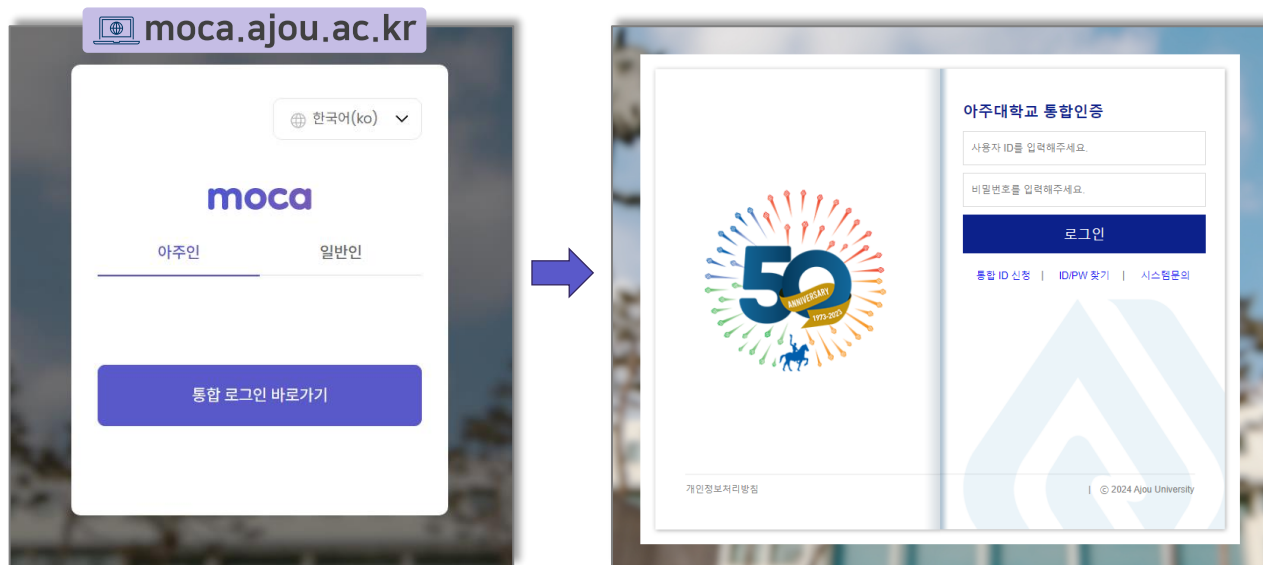 moca.ajou.ac.kr
한국어(ko)
moca
아주인 일반인
통합 로그인 바로가기
50
ANNIVERSARY
1973-2023
아주대학교 통합인증
사용자 ID를 입력해주세요.
비밀번호를 입력해주세요.
로그인
통합 ID 신청 | ID/PW 찾기 | 시스템문의
개인정보처리방침 | ⓒ 2024 Ajou University